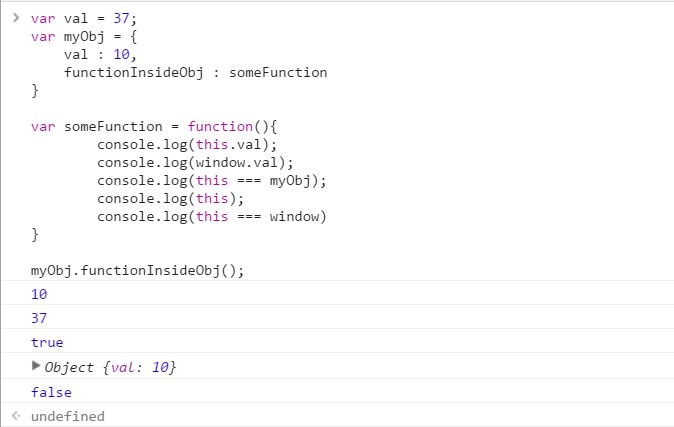 var val = 37;
var myObj = {
    val : 10,
    functionInsideObj : someFunction
}
var someFunction = function(){
        console.log(this.val);
        console.log(window.val);
        console.log(this === myObj);
        console.log(this);
        console.log(this === window)
}
myObj.functionInsideObj();
10
37
true
Object {val: 10}
false
undefined